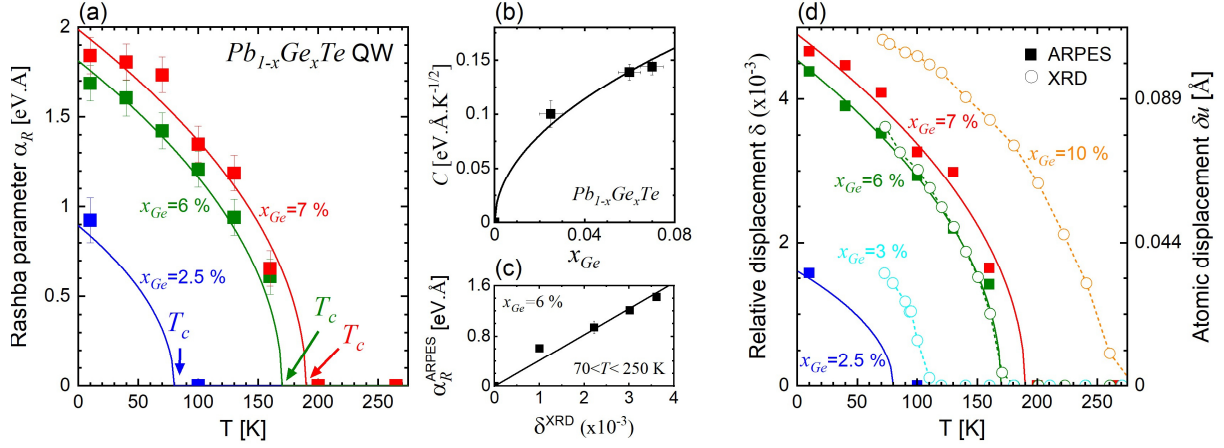 (a)
Pb1-xGexTe QW
2
1.5
1
0.5
0
Rashba parameter αR [eV.A]
xGe=6 %
xGe=7 %
xGe=2.5 %
Tc
Tc
Tc
0 50 100 150 200 250
T [K]
(b)
0.15
0.1
0.05
0
C [eV.Å.K-1/2]
Pb1-xGexTe
0 0.04 0.08
xGe
(c)
1.6
0.8
0
αR ARPES [eV.Å]
xGe=6 %
70<T< 250 K
0 1 2 3 4
δXRD (x10-3)
(d)
ARPES
XRD
4
2
0
Relative displacement δ (x10-3)
0.089
0.044
0
Atomic displacement δu [Å]
xGe=7 %
xGe=10 %
xGe=6 %
xGe=3 %
xGe=2.5 %
0 50 100 150 200 250
T [K]